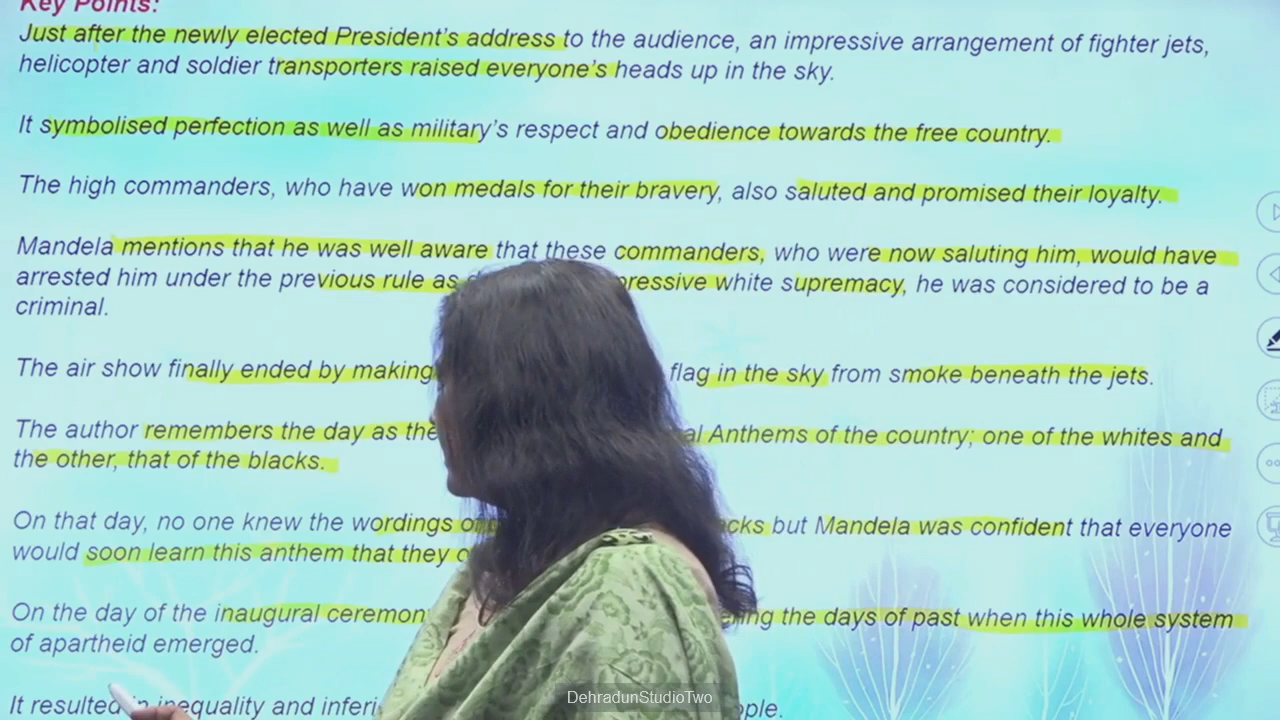 Key Points:
Just after the newly elected President's address to the audience, an impressive arrangement of fighter jets,
helicopter and soldier transporters raised everyone's heads up in the sky.
It symbolised perfection as well as military's respect and obedience towards the free country.
The high commanders, who have won medals for their bravery, also saluted and promised their loyalty.
Mandela mentions that he was well aware that these commanders, who were now saluting him, would have
arrested him under the previous rule as white supremacy, he was considered to be a
criminal.
The air show finally ended by making flag in the sky from smoke beneath the jets.
The author remembers the day as the Anthems of the country; one of the whites and
the other, that of the blacks.
On that day, no one knew the wordings but Mandela was confident that everyone
would soon learn this anthem that they
On the day of the inaugural the days of past when this whole system
of apartheid emerged.
It resulted in inequality and
DehradunStudioTwo